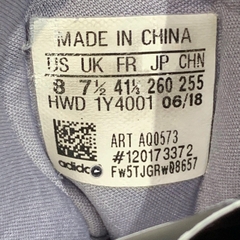 MADE IN CHINA
US UK FR JP CHN
8 7½ 41⅓ 260 255
HWD 1Y4001 06/18
ART AQ0573
#120173372
adidc
Fw5TJGRw08657